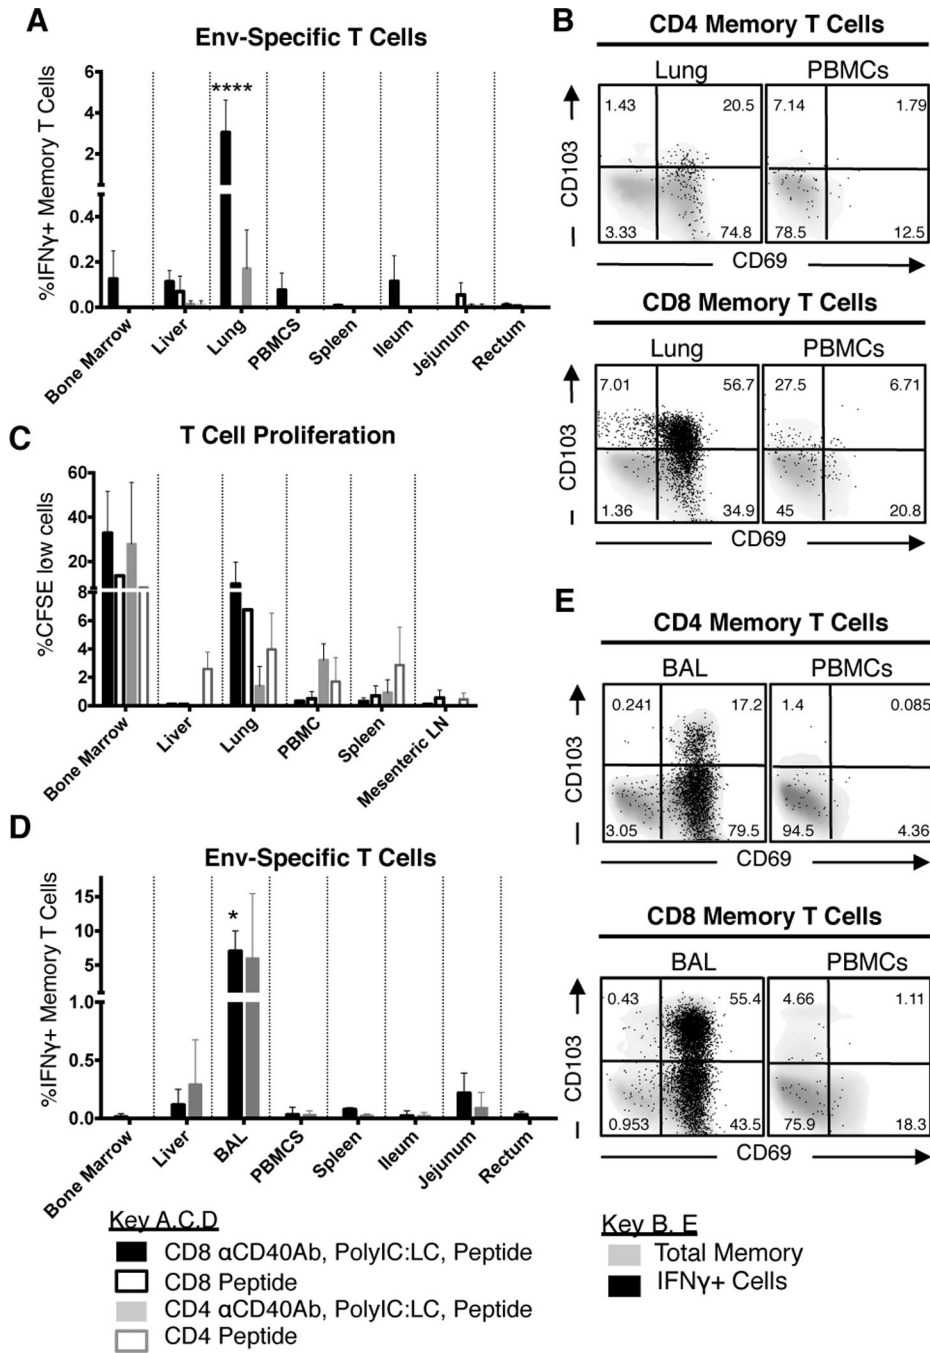 A
Env-Specific T Cells
%IFNγ+ Memory T Cells
6
4
2
0.4
0.2
0.0
****
Bone Marrow
Liver
Lung
PBMCS
Spleen
Ileum
Jejunum
Rectum
B
CD4 Memory T Cells
Lung
PBMCs
CD103
1.43
20.5
7.14
1.79
3.33
74.8
78.5
12.5
CD69
CD8 Memory T Cells
Lung
PBMCs
CD103
7.01
56.7
27.5
6.71
1.36
34.9
45
20.8
CD69
C
T Cell Proliferation
%CFSE low cells
60
40
20
8
6
4
2
0
Bone Marrow
Liver
Lung
PBMC
Spleen
Mesenteric LN
D
Env-Specific T Cells
%IFNγ+ Memory T Cells
15
10
5
1.0
0.5
0.0
*
Bone Marrow
Liver
BAL
PBMCS
Spleen
Ileum
Jejunum
Rectum
E
CD4 Memory T Cells
BAL
PBMCs
CD103
0.241
17.2
1.4
0.085
3.05
79.5
94.5
4.36
CD69
CD8 Memory T Cells
BAL
PBMCs
CD103
0.43
55.4
4.66
1.11
0.953
43.5
75.9
18.3
CD69
Key A.C.D
CD8 αCD40Ab, PolyIC:LC, Peptide
CD8 Peptide
CD4 αCD40Ab, PolyIC:LC, Peptide
CD4 Peptide
Key B. E
Total Memory
IFNγ+ Cells